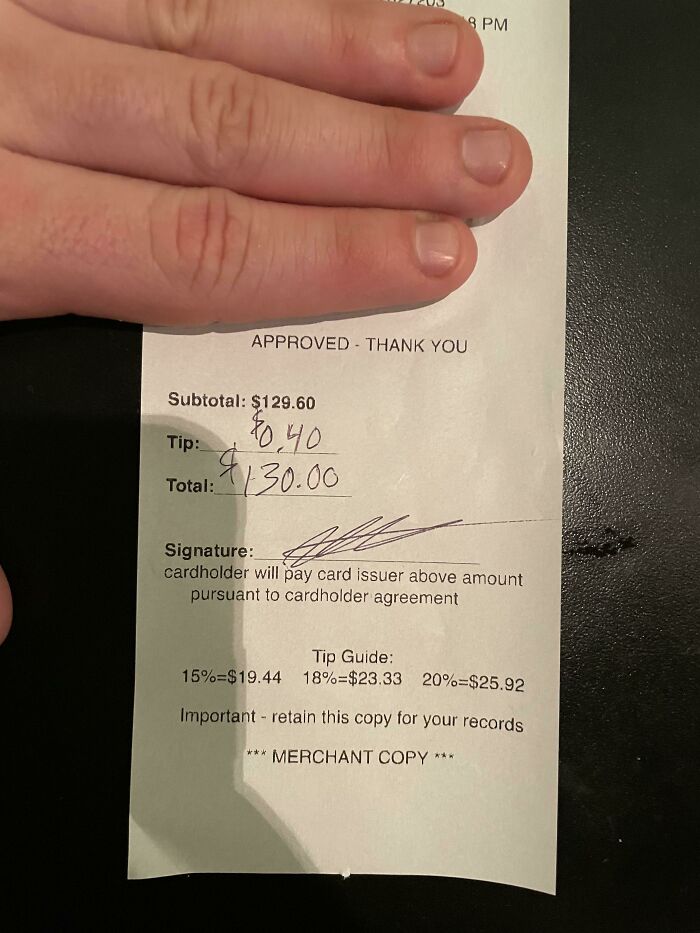 8 PM
APPROVED - THANK YOU
Subtotal: $129.60
Tip: $0.40
Total: $130.00
Signature:
cardholder will pay card issuer above amount
pursuant to cardholder agreement
Tip Guide:
15%=$19.44 18%=$23.33 20%=$25.92
Important - retain this copy for your records
*** MERCHANT COPY ***